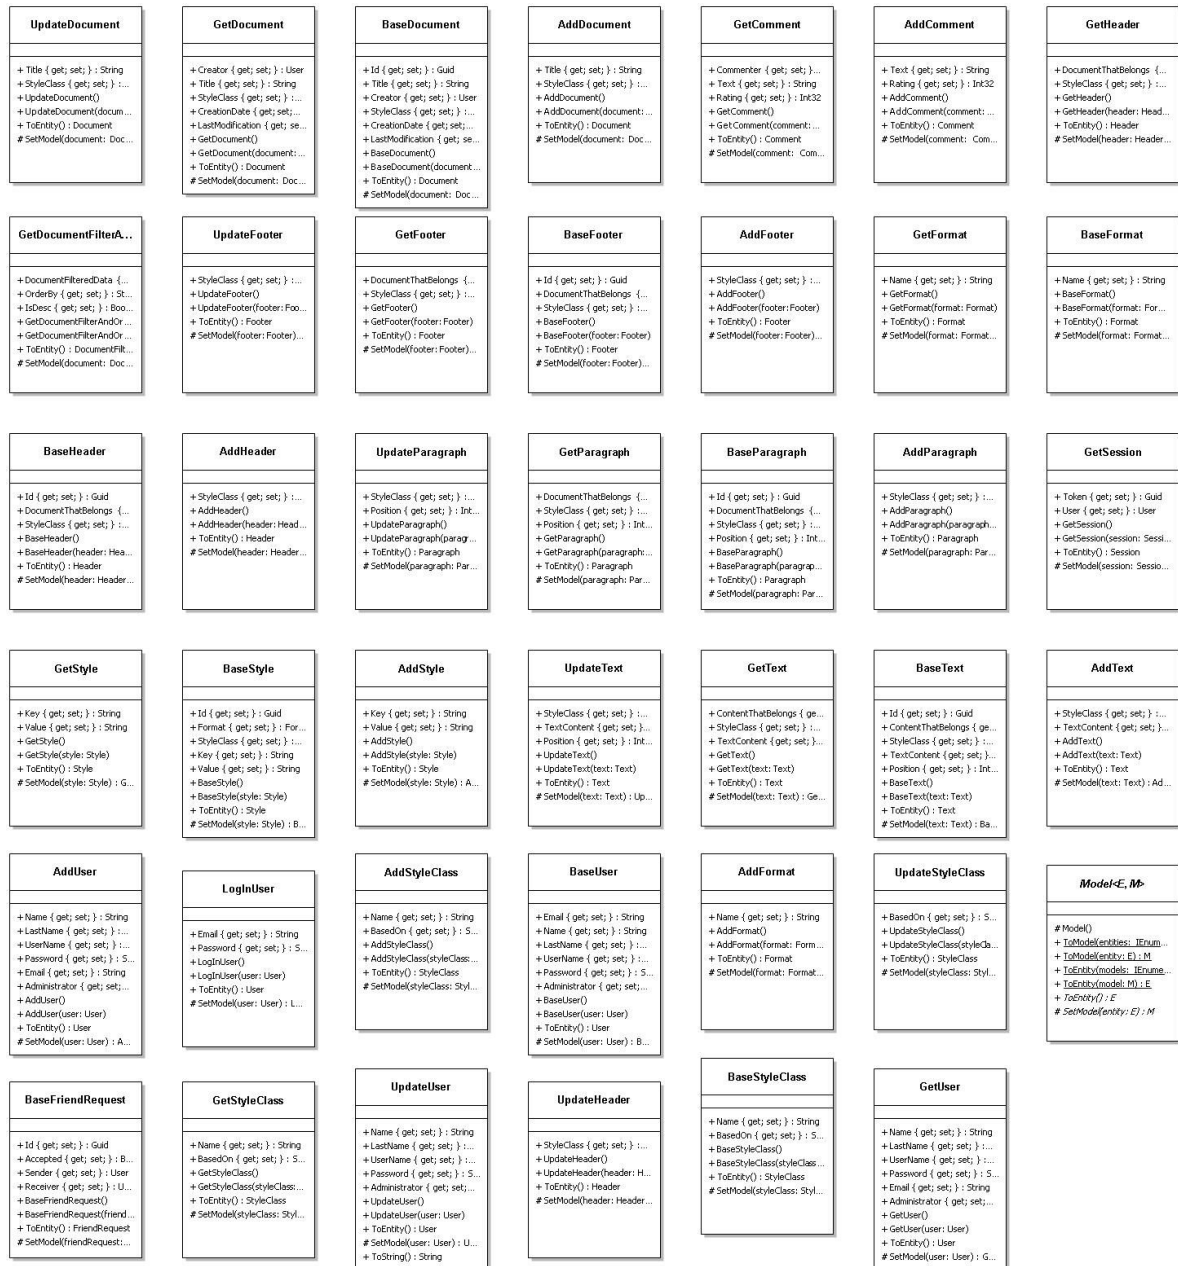 UpdateDocument
+ Title { get; set; } : String
+ StyleClass { get; set; } :...
+ UpdateDocument()
+ UpdateDocument(docum...
+ ToEntity() : Document
# SetModel(document: Doc...
GetDocument
+ Creator { get; set; } : User
+ Title { get; set; } : String
+ StyleClass { get; set; } :...
+ CreationDate { get; set;...
+ LastModification { get; se...
+ GetDocument()
+ GetDocument(document: ...
+ ToEntity() : Document
# SetModel(document: Doc...
BaseDocument
+ Id { get; set; } : Guid
+ Title { get; set; } : String
+ Creator { get; set; } : User
+ StyleClass { get; set; } :...
+ CreationDate { get; set;...
+ LastModification { get; se...
+ BaseDocument()
+ BaseDocument(document...
+ ToEntity() : Document
# SetModel(document: Doc...
AddDocument
+ Title { get; set; } : String
+ StyleClass { get; set; } :...
+ AddDocument()
+ AddDocument(document:...
+ ToEntity() : Document
# SetModel(document: Doc...
GetComment
+ Commenter { get; set; }...
+ Text { get; set; } : String
+ Rating { get; set; } : Int32
+ GetComment()
+ GetComment(comment: ...
+ ToEntity() : Comment
# SetModel(comment: Com...
AddComment
+ Text { get; set; } : String
+ Rating { get; set; } : Int32
+ AddComment()
+ AddComment(comment: ...
+ ToEntity() : Comment
# SetModel(comment: Com...
GetHeader
+ DocumentThatBelongs {...
+ StyleClass { get; set; } :...
+ GetHeader()
+ GetHeader(header: Head...
+ ToEntity() : Header
# SetModel(header: Header...
GetDocumentFilterA...
+ DocumentFilteredData {...
+ OrderBy { get; set; } : St...
+ IsDesc { get; set; } : Boo...
+ GetDocumentFilterAndOr...
+ GetDocumentFilterAndOr...
+ ToEntity() : DocumentFilt...
# SetModel(document: Doc...
UpdateFooter
+ StyleClass { get; set; } :...
+ UpdateFooter()
+ UpdateFooter(footer: Foo...
+ ToEntity() : Footer
# SetModel(footer: Footer)...
GetFooter
+ DocumentThatBelongs {...
+ StyleClass { get; set; } :...
+ GetFooter()
+ GetFooter(footer: Footer)
+ ToEntity() : Footer
# SetModel(footer: Footer)...
BaseFooter
+ Id { get; set; } : Guid
+ DocumentThatBelongs {...
+ StyleClass { get; set; } :...
+ BaseFooter()
+ BaseFooter(footer: Footer)
+ ToEntity() : Footer
# SetModel(footer: Footer)...
AddFooter
+ StyleClass { get; set; } :...
+ AddFooter()
+ AddFooter(footer: Footer)
+ ToEntity() : Footer
# SetModel(footer: Footer)...
GetFormat
+ Name { get; set; } : String
+ GetFormat()
+ GetFormat(format: Format)
+ ToEntity() : Format
# SetModel(format: Format...
BaseFormat
+ Name { get; set; } : String
+ BaseFormat()
+ BaseFormat(format: For...
+ ToEntity() : Format
# SetModel(format: Format...
BaseHeader
+ Id { get; set; } : Guid
+ DocumentThatBelongs {...
+ StyleClass { get; set; } :...
+ BaseHeader()
+ BaseHeader(header: Hea...
+ ToEntity() : Header
# SetModel(header: Header...
AddHeader
+ StyleClass { get; set; } :...
+ AddHeader()
+ AddHeader(header: Head...
+ ToEntity() : Header
# SetModel(header: Header...
UpdateParagraph
+ StyleClass { get; set; } :...
+ Position { get; set; } : Int...
+ UpdateParagraph()
+ UpdateParagraph(paragr...
+ ToEntity() : Paragraph
# SetModel(paragraph: Par...
GetParagraph
+ DocumentThatBelongs {...
+ StyleClass { get; set; } :...
+ Position { get; set; } : Int...
+ GetParagraph()
+ GetParagraph(paragraph:...
+ ToEntity() : Paragraph
# SetModel(paragraph: Par...
BaseParagraph
+ Id { get; set; } : Guid
+ DocumentThatBelongs {...
+ StyleClass { get; set; } :...
+ Position { get; set; } : Int...
+ BaseParagraph()
+ BaseParagraph(paragrap...
+ ToEntity() : Paragraph
# SetModel(paragraph: Par...
AddParagraph
+ StyleClass { get; set; } :...
+ AddParagraph()
+ AddParagraph(paragraph...
+ ToEntity() : Paragraph
# SetModel(paragraph: Par...
GetSession
+ Token { get; set; } : Guid
+ User { get; set; } : User
+ GetSession()
+ GetSession(session: Sessi...
+ ToEntity() : Session
# SetModel(session: Sessio...
GetStyle
+ Key { get; set; } : String
+ Value { get; set; } : String
+ GetStyle()
+ GetStyle(style: Style)
+ ToEntity() : Style
# SetModel(style: Style) : G...
BaseStyle
+ Id { get; set; } : Guid
+ Format { get; set; } : For...
+ StyleClass { get; set; } :...
+ Key { get; set; } : String
+ Value { get; set; } : String
+ BaseStyle()
+ BaseStyle(style: Style)
+ ToEntity() : Style
# SetModel(style: Style) : B...
AddStyle
+ Key { get; set; } : String
+ Value { get; set; } : String
+ AddStyle()
+ AddStyle(style: Style)
+ ToEntity() : Style
# SetModel(style: Style) : A...
UpdateText
+ StyleClass { get; set; } :...
+ TextContent { get; set; }...
+ Position { get; set; } : Int...
+ UpdateText()
+ UpdateText(text: Text)
+ ToEntity() : Text
# SetModel(text: Text) : Up...
GetText
+ ContentThatBelongs { ge...
+ StyleClass { get; set; } :...
+ TextContent { get; set; }...
+ GetText()
+ GetText(text: Text)
+ ToEntity() : Text
# SetModel(text: Text) : Ge...
BaseText
+ Id { get; set; } : Guid
+ ContentThatBelongs { ge...
+ StyleClass { get; set; } :...
+ TextContent { get; set; }...
+ Position { get; set; } : Int...
+ BaseText()
+ BaseText(text: Text)
+ ToEntity() : Text
# SetModel(text: Text) : Ba...
AddText
+ StyleClass { get; set; } :...
+ TextContent { get; set; }...
+ AddText()
+ AddText(text: Text)
+ ToEntity() : Text
# SetModel(text: Text) : Ad...
AddUser
+ Name { get; set; } : String
+ LastName { get; set; } :...
+ UserName { get; set; } :...
+ Password { get; set; } : S...
+ Email { get; set; } : String
+ Administrator { get; set;...
+ AddUser()
+ AddUser(user: User)
+ ToEntity() : User
# SetModel(user: User) : A...
LogInUser
+ Email { get; set; } : String
+ Password { get; set; } : S...
+ LogInUser()
+ LogInUser(user: User)
+ ToEntity() : User
# SetModel(user: User) : L...
AddStyleClass
+ Name { get; set; } : String
+ BasedOn { get; set; } : S...
+ AddStyleClass()
+ AddStyleClass(styleClass:...
+ ToEntity() : StyleClass
# SetModel(styleClass: Styl...
BaseUser
+ Email { get; set; } : String
+ Name { get; set; } : String
+ LastName { get; set; } :...
+ UserName { get; set; } :...
+ Password { get; set; } : S...
+ Administrator { get; set;...
+ BaseUser()
+ BaseUser(user: User)
+ ToEntity() : User
# SetModel(user: User) : B...
AddFormat
+ Name { get; set; } : String
+ AddFormat()
+ AddFormat(format: Form...
+ ToEntity() : Format
# SetModel(format: Format...
UpdateStyleClass
+ BasedOn { get; set; } : S...
+ UpdateStyleClass()
+ UpdateStyleClass(styleCla...
+ ToEntity() : StyleClass
# SetModel(styleClass: Styl...
Model<E, M>
# Model()
+ ToModel(entities: IEnum...
+ ToModel(entity: E) : M
+ ToEntity(models: IEnume...
+ ToEntity(model: M) : E
+ ToEntity() : E
# SetModel(entity: E) : M
BaseFriendRequest
+ Id { get; set; } : Guid
+ Accepted { get; set; } : B...
+ Sender { get; set; } : User
+ Receiver { get; set; } : U...
+ BaseFriendRequest()
+ BaseFriendRequest(friend...
+ ToEntity() : FriendRequest
# SetModel(friendRequest:...
GetStyleClass
+ Name { get; set; } : String
+ BasedOn { get; set; } : S...
+ GetStyleClass()
+ GetStyleClass(styleClass:...
+ ToEntity() : StyleClass
# SetModel(styleClass: Styl...
UpdateUser
+ Name { get; set; } : String
+ LastName { get; set; } :...
+ UserName { get; set; } :...
+ Password { get; set; } : S...
+ Administrator { get; set;...
+ UpdateUser()
+ UpdateUser(user: User)
+ ToEntity() : User
# SetModel(user: User) : U...
+ ToString() : String
UpdateHeader
+ StyleClass { get; set; } :...
+ UpdateHeader()
+ UpdateHeader(header: H...
+ ToEntity() : Header
# SetModel(header: Header...
BaseStyleClass
+ Name { get; set; } : String
+ BasedOn { get; set; } : S...
+ BaseStyleClass()
+ BaseStyleClass(styleClass...
+ ToEntity() : StyleClass
# SetModel(styleClass: Styl...
GetUser
+ Name { get; set; } : String
+ LastName { get; set; } :...
+ UserName { get; set; } :...
+ Password { get; set; } : S...
+ Email { get; set; } : String
+ Administrator { get; set;...
+ GetUser()
+ GetUser(user: User)
+ ToEntity() : User
# SetModel(user: User) : G...